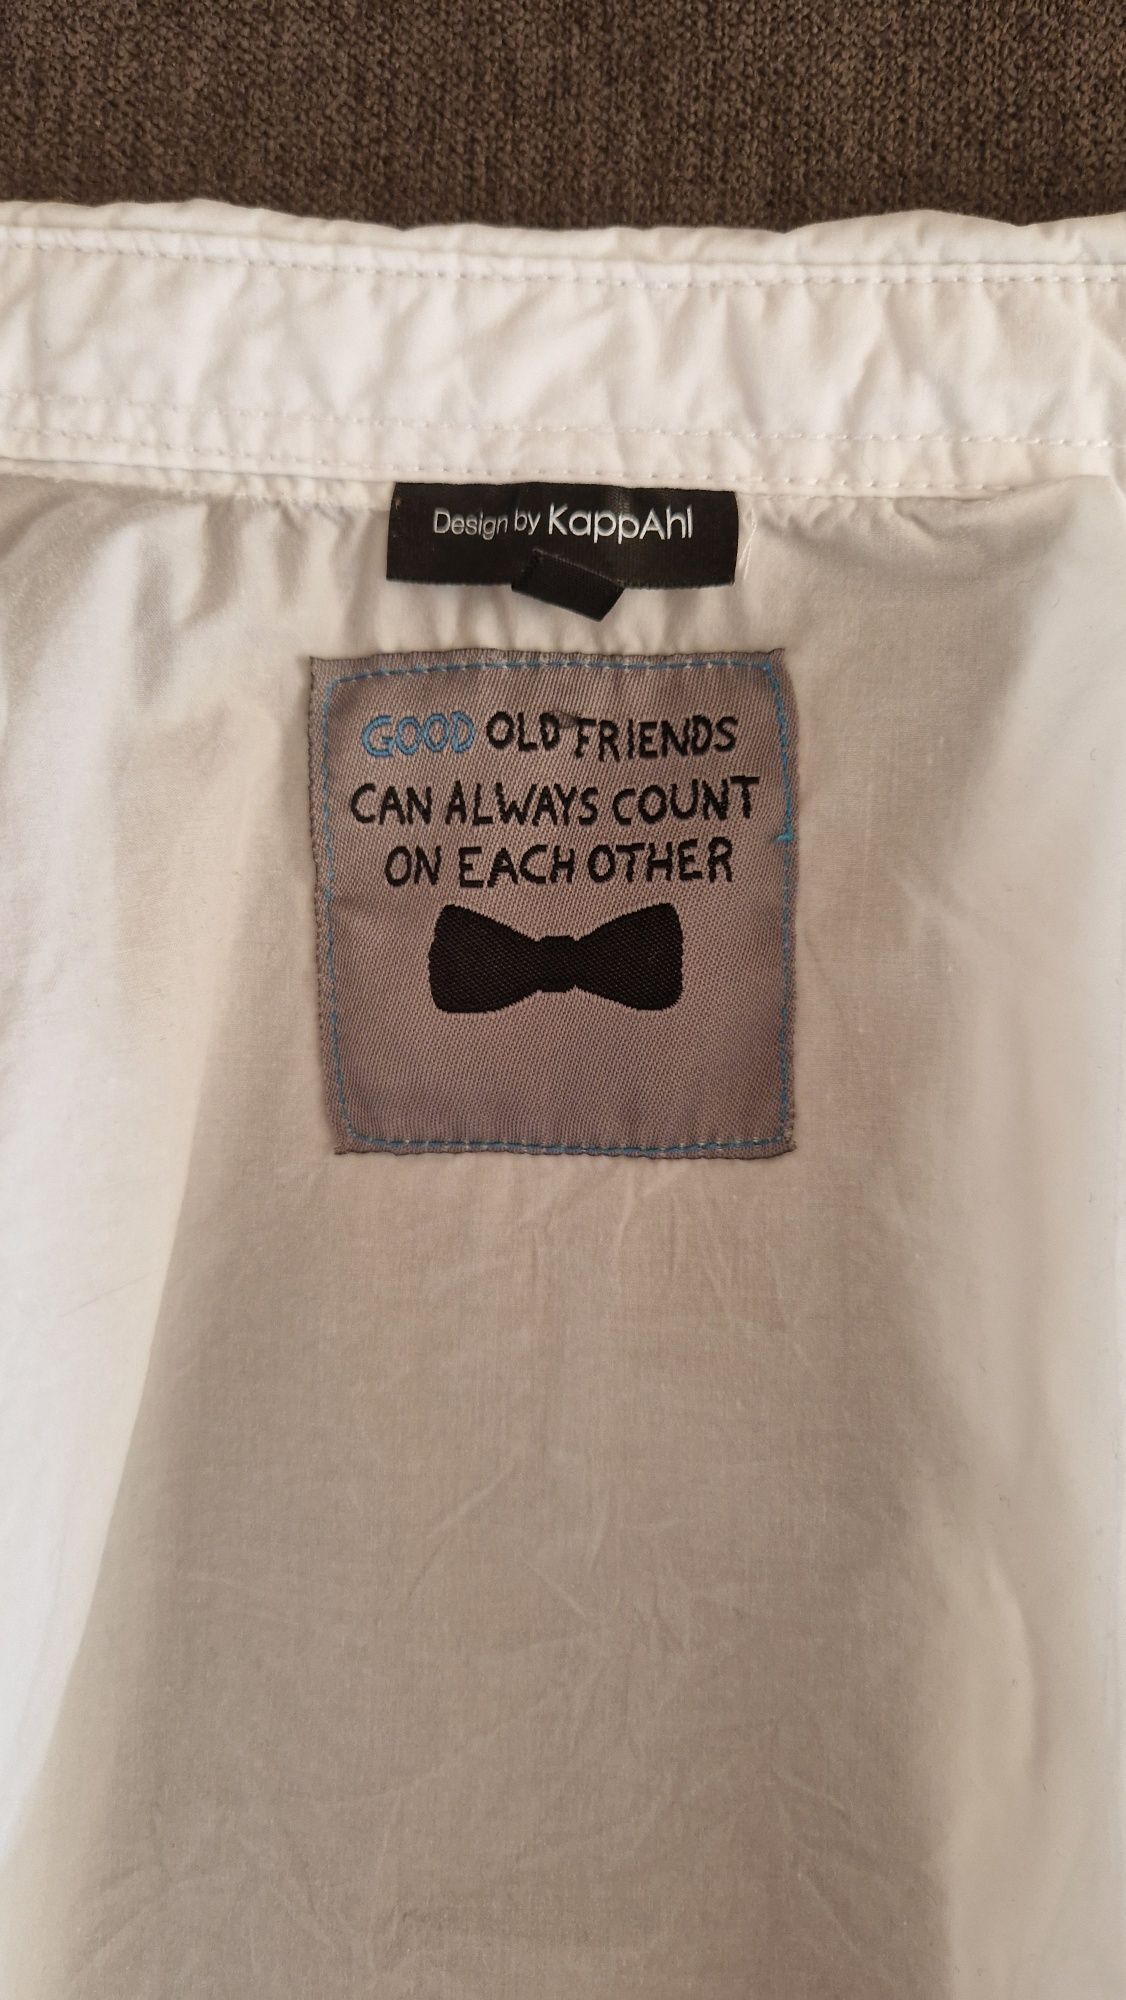 Design by KappAhl
GOOD OLD FRIENDS
CAN ALWAYS COUNT
ON EACH OTHER